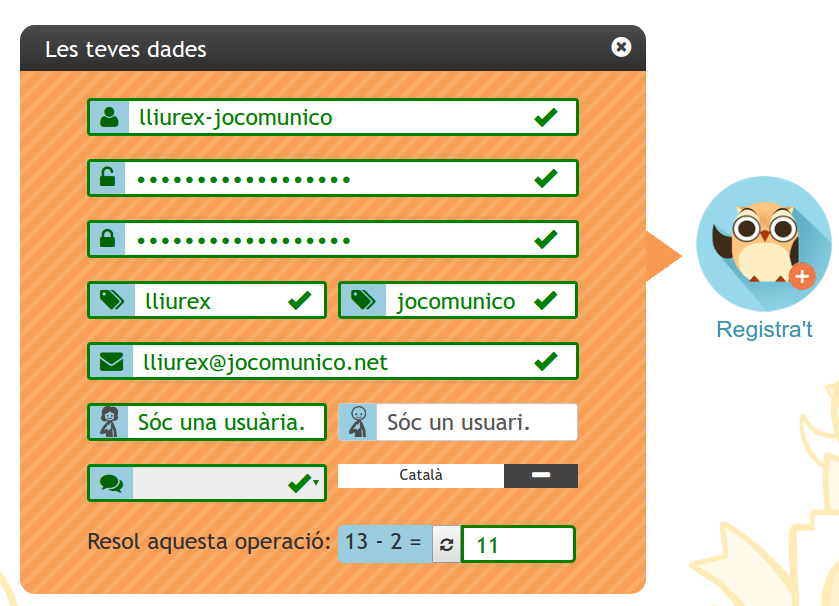 Les teves dades
lliurex-jocomunico
••••••••••••••••••
••••••••••••••••••
lliurex jocomunico
lliurex@jocomunico.net
Sóc una usuària. Sóc un usuari.
Català
Resol aquesta operació: 13 - 2 = 11
Registra't